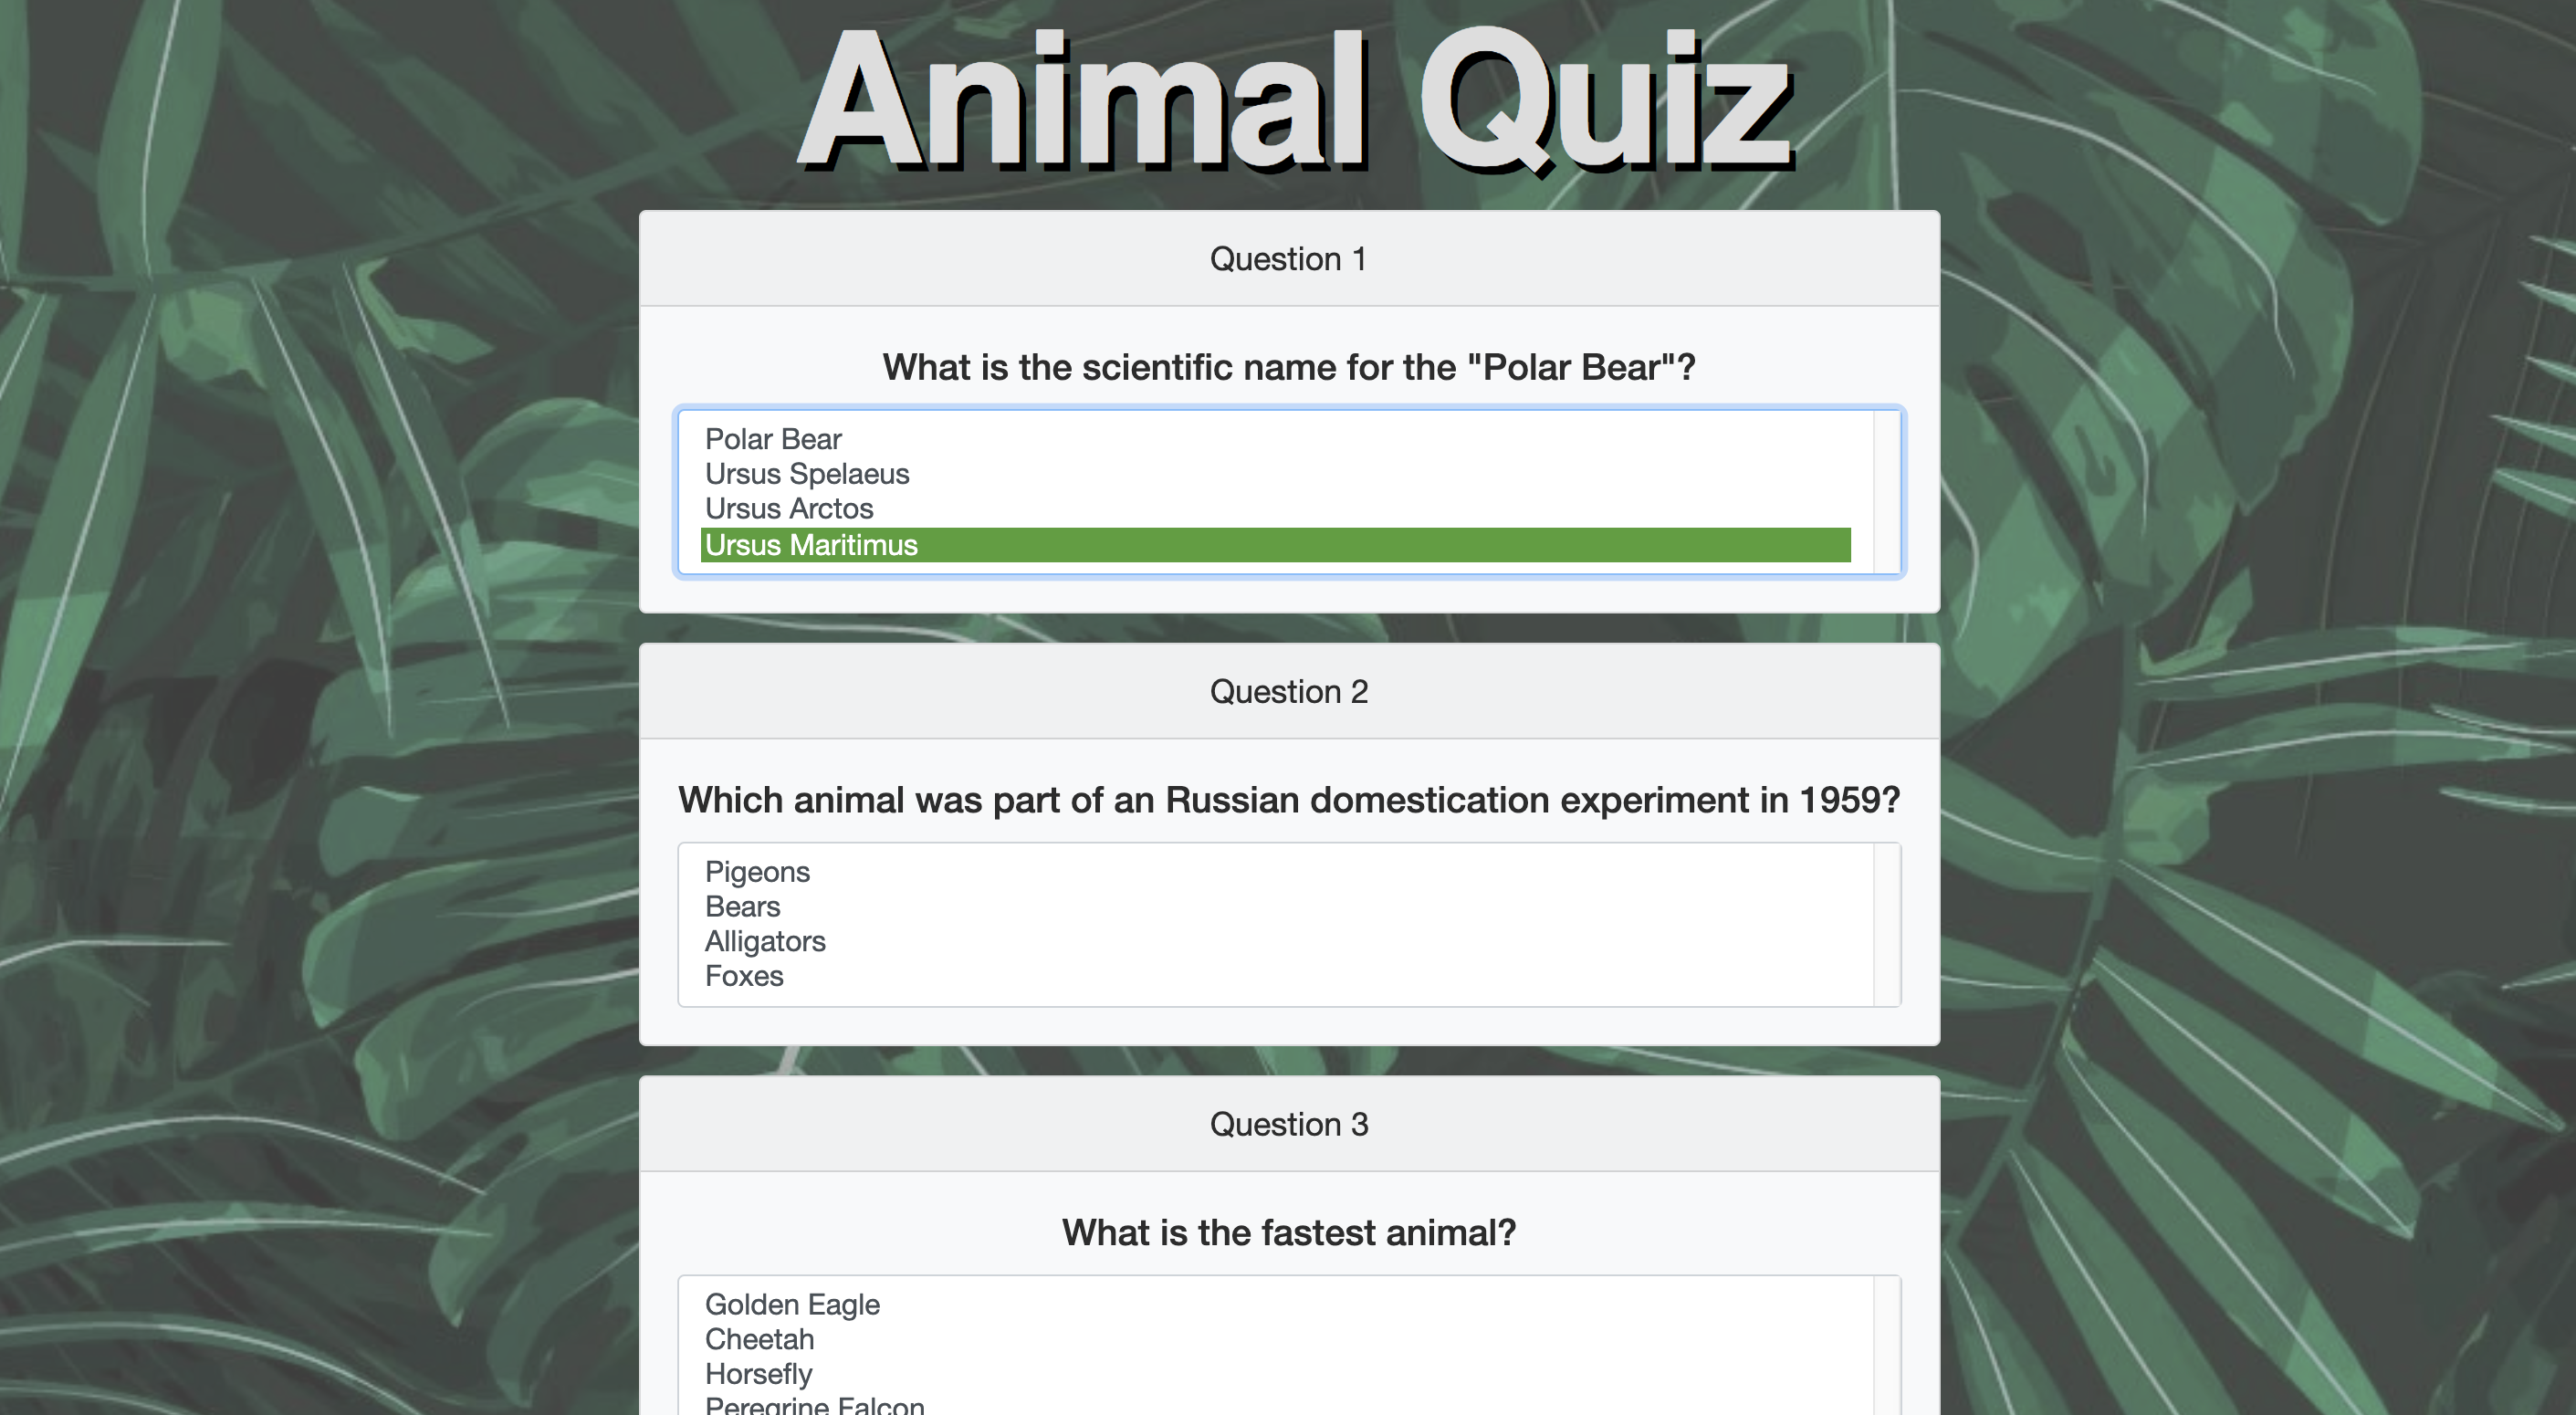 Animal Quiz
Question 1
What is the scientific name for the "Polar Bear"?
Polar Bear
Ursus Spelaeus
Ursus Arctos
Ursus Maritimus
Question 2
Which animal was part of an Russian domestication experiment in 1959?
Pigeons
Bears
Alligators
Foxes
Question 3
What is the fastest animal?
Golden Eagle
Cheetah
Horsefly
Peregrine Falcon